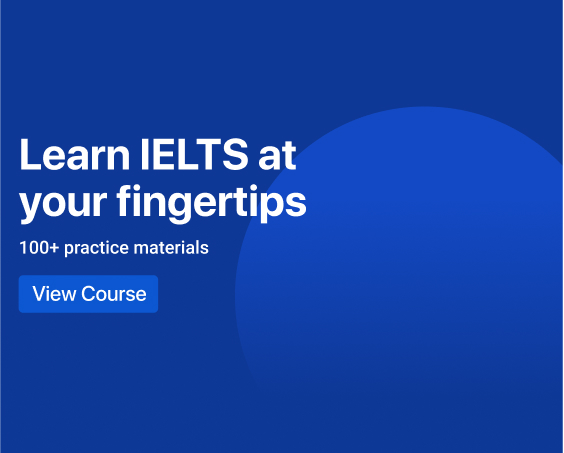 Learn IELTS at
your fingertips
100+ practice materials
View Course